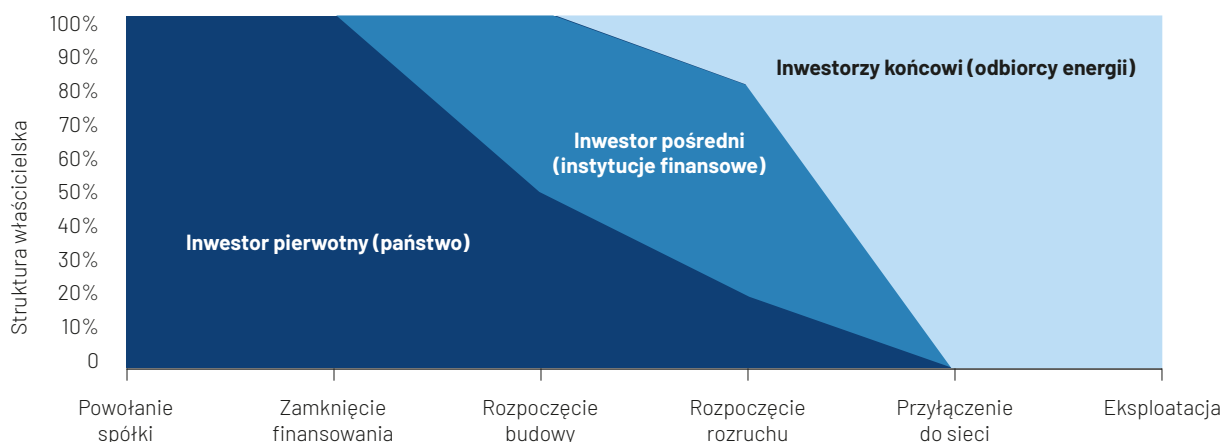 100%
90%
80%
70%
60%
50%
40%
30%
20%
10%
0
Struktura właścicielska
Inwestorzy końcowi (odbiorcy energii)
Inwestor pośredni
(instytucje finansowe)
Inwestor pierwotny (państwo)
Powołanie
spółki
Zamknięcie
finansowania
Rozpoczęcie
budowy
Rozpoczęcie
rozruchu
Przyłączenie
do sieci
Eksploatacja